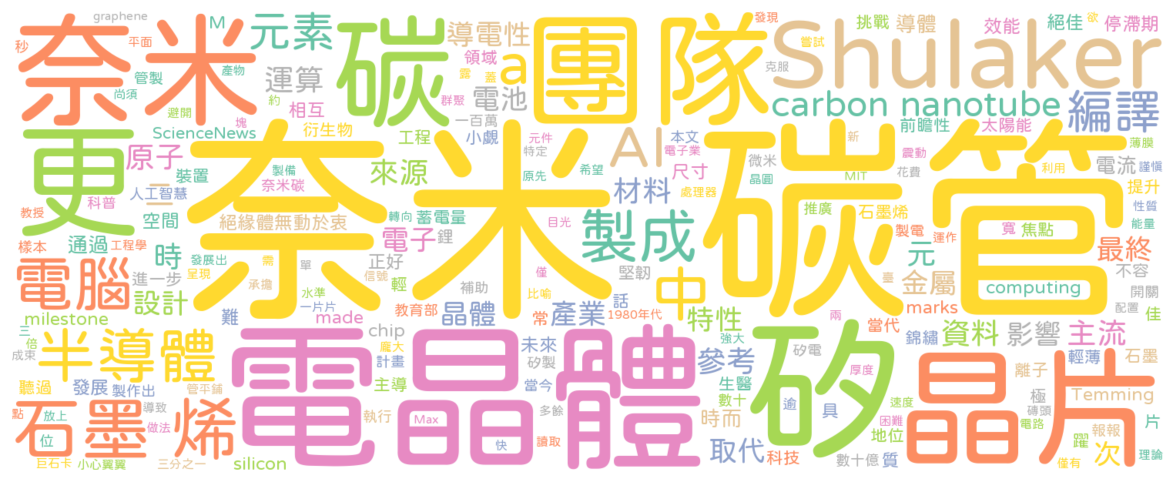 graphene
奈米
碳
團隊
Shulaker
元素
M
導電性
a
領域
發現
挑戰
導體
效能
絕佳
欲
停滯期
秒
平面
嘗試
管製
產物
運算
電池
露
蓋
克服
carbon nanotube
編譯
尚須
避開
約
相互
群聚
一百萬
塊
ScienceNews
衍生物
工程
小覷
元件
本文
前瞻性
太陽能
新
薄膜
更
奈米碳管
AI
原子
製備
特定
電子業
尺寸
微米
震動
電流
謹慎
二
裝置
來源
原先
希望
材料
晶圓
花費
MIT
利用
提升
科普
人工智慧
奈米碳
處理器
性質
教授
空間
絕緣體無動於衷
轉向
蓄電量
目光
製成
推廣
石墨烯
製電
寬
焦點
能量
樣本
通過
工程學
時
電子
鋰
僅
堅韌
臺
運作
最終
發展出
需
單
正好
中
元
金屬
不容
電腦
進一步
呈現
承擔
信號
輕
補助
computing
開關
設計
水準
一片片
教育部
比喻
話
兩
marks
配置
佳
milestone
難
made
晶體
常
產業
1980年代
特性
強大
當代
三
倍
chip
龐大
未來
矽電
矽
錦繡
資料
影響
主流
成束
半導體
電晶體
計畫
矽製
參考
晶片
輕薄
石墨
聽過
發展
製作出
管平鋪
主導
當今
生醫
厚度
離子
點
放上
導致
數十
速度
極
磚頭
Temming
石墨烯
執行
Max
多餘
時而
逾
具
困難
電路
片
位
做法
快
讀取
取代
地位
躍
報報
次
巨石卡
小心翼翼
三分之一
silicon
科技
數十億
質
僅有
理論